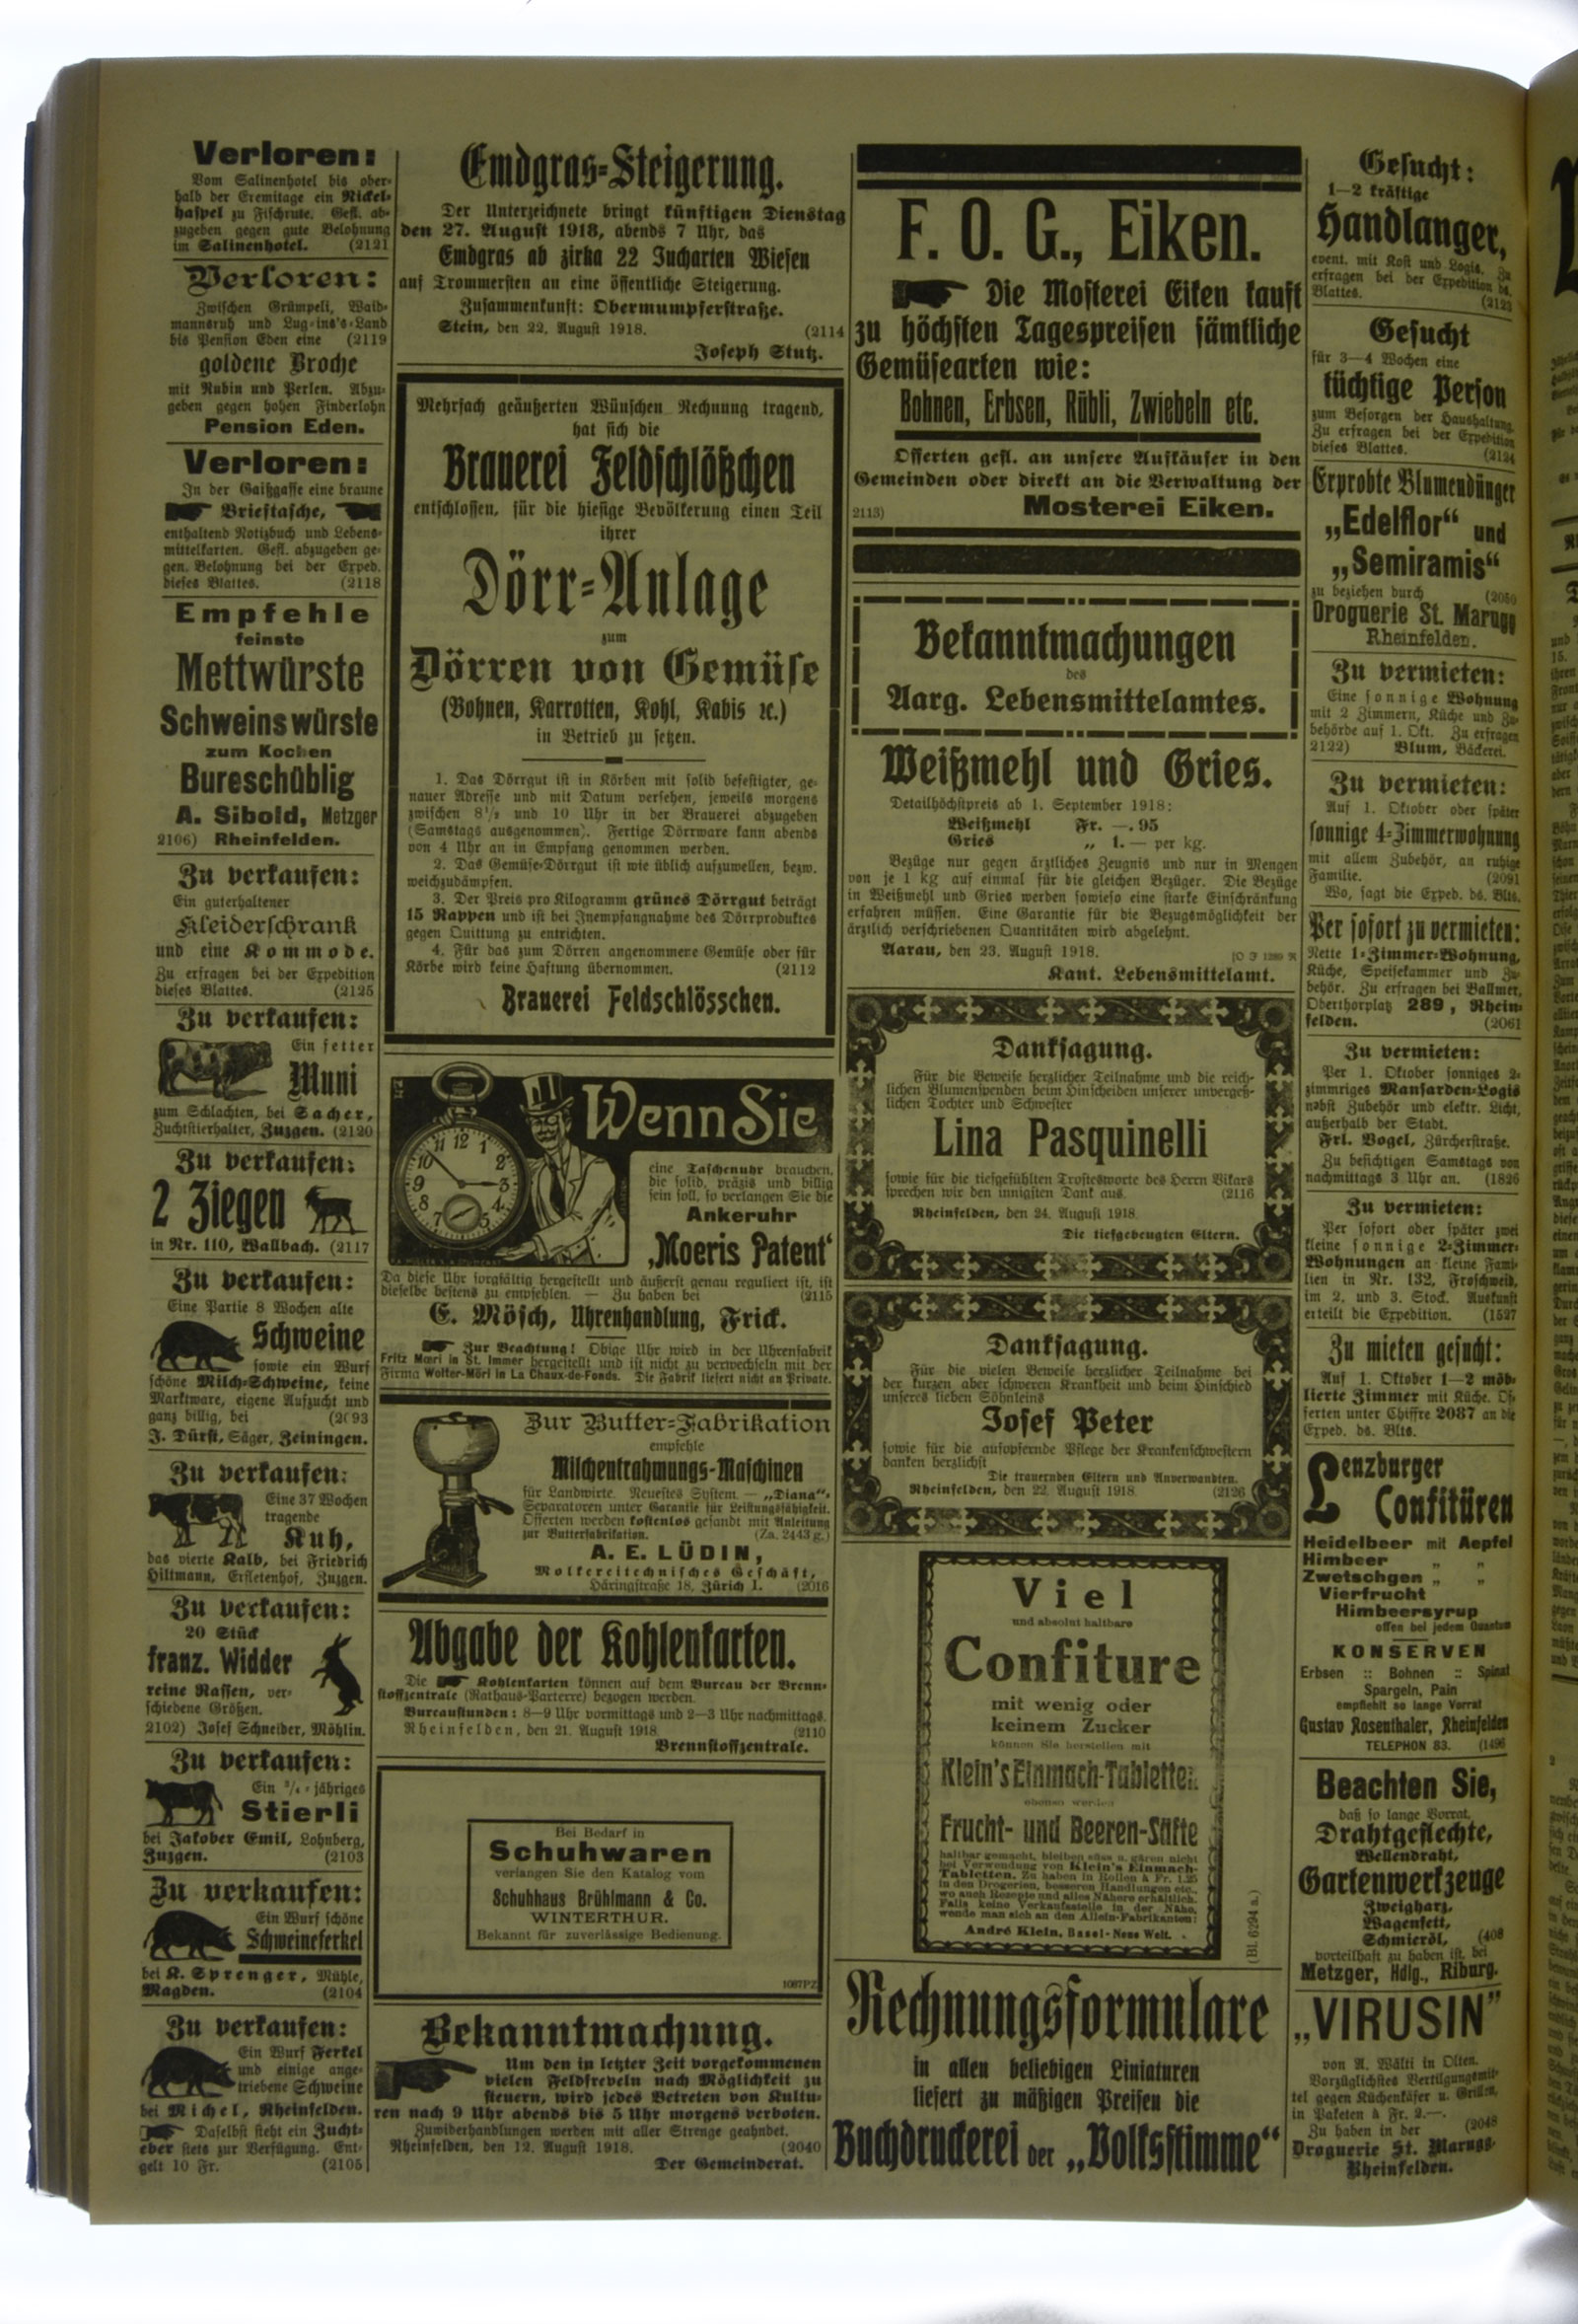 Verloren:
Vom Salinenhotel bis ober-
halb der Eremitage ein Nickel-
haspel zu Fischrute. Gefl. ab-
zugeben gegen gute Belohnung
im Salinenhotel. (2121
Verloren:
Zwischen Grümpeli, Waid-
mannsruh und Lug-ins's-Land
bis Pension Eden eine (2119
goldene Broche
mit Rubin und Perlen. Abzu-
geben gegen hohen Finderlohn
Pension Eden.
Verloren:
In der Gaißgasse eine braune
Brieftasche,
enthaltend Notizbuch und Lebens-
mittelkarten. Gefl. abzugeben ge-
gen. Belohnung bei der Exped.
dieses Blattes. (2118
Empfehle
feinste
Mettwürste
Schweinswürste
zum Kochen
Bureschüblig
A. Sibold, Metzger
2106) Rheinfelden.
Zu verkaufen:
Ein guterhaltener
Kleiderschrank
und eine Kommode.
Zu erfragen bei der Expedition
dieses Blattes. (2125
Zu verkaufen:
Ein fetter
Muni
zum Schlachten, bei Sacher,
Zuchtstierhalter, Zuzgen. (2120
Zu verkaufen:
2 Ziegen
in Nr. 110, Wallbach. (2117
Zu verkaufen:
Eine Partie 8 Wochen alte
Schweine
sowie ein Wurf
schöne Milch-Schweine, keine
Marktware, eigene Aufzucht und
ganz billig, bei (2093
J. Dürst, Säger, Zeiningen.
Zu verkaufen:
Eine 37 Wochen
tragende
Kuh,
das vierte Kalb, bei Friedrich
Hiltmann, Erfletenhof, Zuzgen.
Zu verkaufen:
20 Stück
franz. Widder
reine Rassen, ver-
schiedene Größen.
2102) Josef Schneider, Möhlin.
Zu verkaufen:
Ein ³/₄-jähriges
Stierli
bei Jakober Emil, Lohnberg,
Zuzgen. (2103
Zu verkaufen:
Ein Wurf schöne
Schweineferkel
bei K. Sprenger, Mühle,
Magden. (2104
Zu verkaufen:
Ein Wurf Ferkel
und einige ange-
triebene Schweine
bei Michel, Rheinfelden.
Daselbst steht ein Zucht-
eber stets zur Verfügung. Ent-
gelt 10 Fr. (2105
Emdgras-Steigerung.
Der Unterzeichnete bringt künftigen Dienstag
den 27. August 1918, abends 7 Uhr, das
Emdgras ab zirka 22 Jucharten Wiesen
auf Trommersten an eine öffentliche Steigerung.
Zusammenkunft: Obermumpferstraße.
Stein, den 22. August 1918. (2114
Joseph Stutz.
Mehrfach geäußerten Wünschen Rechnung tragend,
hat sich die
Brauerei Feldschlößchen
entschlossen, für die hiesige Bevölkerung einen Teil
ihrer
Dörr-Anlage
zum
Dörren von Gemüse
(Bohnen, Karrotten, Kohl, Kabis ꝛc.)
in Betrieb zu setzen.
1. Das Dörrgut ist in Körben mit solid befestigter, ge-
nauer Adresse und mit Datum versehen, jeweils morgens
zwischen 8¹/₂ und 10 Uhr in der Brauerei abzugeben
(Samstags ausgenommen). Fertige Dörrware kann abends
von 4 Uhr an in Empfang genommen werden.
2. Das Gemüse-Dörrgut ist wie üblich aufzuwellen, bezw.
weichzudämpfen.
3. Der Preis pro Kilogramm grünes Dörrgut beträgt
15 Rappen und ist bei Inempfangnahme des Dörrproduktes
gegen Quittung zu entrichten.
4. Für das zum Dörren angenommene Gemüse oder für
Körbe wird keine Haftung übernommen. (2112
Brauerei Feldschlösschen.
Wenn Sie
eine Taschenuhr brauchen,
die solid, präzis und billig
sein soll, so verlangen Sie die
Ankeruhr
‚Moeris Patent‘
Da diese Uhr sorgfältig hergestellt und äußerst genau reguliert ist, ist
dieselbe bestens zu empfehlen. — Zu haben bei (2115
E. Mösch, Uhrenhandlung, Frick.
Zur Beachtung! Obige Uhr wird in der Uhrenfabrik
Fritz Mœri in St. Immer hergestellt und ist nicht zu verwechseln mit der
Firma Wolter-Möri in La Chaux-de-Fonds. Die Fabrik liefert nicht an Private.
Zur Butter-Fabrikation
empfehle
Milchentrahmungs-Maschinen
für Landwirte. Neuestes System. — „Diana“-
Separatoren unter Garantie für Leistungsfähigkeit.
Offerten werden kostenlos gesandt mit Anleitung
zur Butterfabrikation. (Za. 2443 g.)
A. E. LÜDIN,
Molkereitechnisches Geschäft,
Häringstraße 18, Zürich 1. (2016
Abgabe der Kohlenkarten.
Die Kohlenkarten können auf dem Bureau der Brenn-
stoffzentrale (Rathaus-Parterre) bezogen werden.
Bureaustunden: 8—9 Uhr vormittags und 2—3 Uhr nachmittags.
Rheinfelden, den 21. August 1918. (2110
Brennstoffzentrale.
Bei Bedarf in
Schuhwaren
verlangen Sie den Katalog vom
Schuhhaus Brühlmann & Co.
WINTERTHUR.
Bekannt für zuverlässige Bedienung.
1087PZ
Bekanntmachung.
Um den in letzter Zeit vorgekommenen
vielen Feldfreveln nach Möglichkeit zu
steuern, wird jedes Betreten von Kultu-
ren nach 9 Uhr abends bis 5 Uhr morgens verboten.
Zuwiderhandlungen werden mit aller Strenge geahndet.
Rheinfelden, den 12. August 1918. (2040
Der Gemeinderat.
F. O. G., Eiken.
Die Mosterei Eiken kauft
zu höchsten Tagespreisen sämtliche
Gemüsearten wie:
Bohnen, Erbsen, Rübli, Zwiebeln etc.
Offerten gefl. an unsere Aufkäufer in den
Gemeinden oder direkt an die Verwaltung der
2113) Mosterei Eiken.
Bekanntmachungen
des
Aarg. Lebensmittelamtes.
Weißmehl und Gries.
Detailhöchstpreis ab 1. September 1918:
Weißmehl Fr. —.95
Gries „ 1.— per kg.
Bezüge nur gegen ärztliches Zeugnis und nur in Mengen
von je 1 kg auf einmal für die gleichen Bezüger. Die Bezüge
in Weißmehl und Gries werden sowieso eine starke Einschränkung
erfahren müssen. Eine Garantie für die Bezugsmöglichkeit der
ärztlich verschriebenen Quantitäten wird abgelehnt.
Aarau, den 23. August 1918. [O F 1289 R
Kant. Lebensmittelamt.
Danksagung.
Für die Beweise herzlicher Teilnahme und die reich-
lichen Blumenspenden beim Hinscheiden unserer unvergeß-
lichen Tochter und Schwester
Lina Pasquinelli
sowie für die tiefgefühlten Trostesworte des Herrn Vikars
sprechen wir den innigsten Dank aus. (2116
Rheinfelden, den 24. August 1918.
Die tiefgebeugten Eltern.
Danksagung.
Für die vielen Beweise herzlicher Teilnahme bei
der kurzen aber schweren Krankheit und beim Hinschied
unseres lieben Söhnleins
Josef Peter
sowie für die aufopfernde Pflege der Krankenschwestern
danken herzlichst
Die trauernden Eltern und Anverwandten.
Rheinfelden, den 22. August 1918. (2126
Viel
und absolut haltbare
Confiture
mit wenig oder
keinem Zucker
können Sie herstellen mit
Klein's Einmach-Tabletten
ebenso werden
Frucht- und Beeren-Säfte
haltbar gemacht, bleiben süss u. gären nicht
bei Verwendung von Klein's Einmach-
Tabletten. Zu haben in Rollen à Fr. 1.25
in den Drogerien, besseren Handlungen etc.,
wo auch Rezepte und alles Nähere erhältlich.
Falls keine Verkaufsstelle in der Nähe,
wende man sich an den Allein-Fabrikanten:
André Klein, Basel-Neue Welt.
(BL 6294 a.)
Rechnungsformulare
in allen beliebigen Liniaturen
liefert zu mäßigen Preisen die
Buchdruckerei der „Volksstimme“
Gesucht:
1—2 kräftige
Handlanger,
event. mit Kost und Logis. Zu
erfragen bei der Expedition ds.
Blattes. (2123
Gesucht
für 3—4 Wochen eine
tüchtige Person
zum Besorgen der Haushaltung.
Zu erfragen bei der Expedition
dieses Blattes. (2124
Erprobte Blumendünger
„Edelflor“ und
„Semiramis“
zu beziehen durch (2050
Droguerie St. Marugg
Rheinfelden.
Zu vermieten:
Eine sonnige Wohnung
mit 2 Zimmern, Küche und Zu-
behörde auf 1. Okt. Zu erfragen
2122) Blum, Bäckerei.
Zu vermieten:
Auf 1. Oktober oder später
sonnige 4-Zimmerwohnung
mit allem Zubehör, an ruhige
Familie. (2091
Wo, sagt die Exped. ds. Blts.
Per sofort zu vermieten:
Nette 1-Zimmer-Wohnung,
Küche, Speisekammer und Zu-
behör. Zu erfragen bei Ballmer,
Oberthorplatz 289, Rhein-
felden. (2061
Zu vermieten:
Per 1. Oktober sonniges 2-
zimmriges Mansarden-Logis
nebst Zubehör und elektr. Licht,
außerhalb der Stadt.
Frl. Vogel, Zürcherstraße.
Zu besichtigen Samstags von
nachmittags 3 Uhr an. (1826
Zu vermieten:
Per sofort oder später zwei
kleine sonnige 2-Zimmer-
Wohnungen an kleine Fami-
lien in Nr. 132, Froschweid,
im 2. und 3. Stock. Auskunft
erteilt die Expedition. (1527
Zu mieten gesucht:
Auf 1. Oktober 1—2 möb-
lierte Zimmer mit Küche. Of-
ferten unter Chiffre 2087 an die
Exped. ds. Blts.
Lenzburger
Confitüren
Heidelbeer mit Aepfel
Himbeer „ „
Zwetschgen „ „
Vierfrucht
Himbeersyrup
offen bei jedem Quantum
KONSERVEN
Erbsen :: Bohnen :: Spinat
Spargeln, Pain
empfiehlt so lange Vorrat
Gustav Rosenthaler, Rheinfelden
TELEPHON 83. (1496
Beachten Sie,
daß so lange Vorrat,
Drahtgeflechte,
Wellendraht,
Gartenwerkzeuge
Zweigharz,
Wagenfett,
Schmieröl, (408
vorteilhaft zu haben ist bei
Metzger, Hdlg., Riburg.
„VIRUSIN”
von A. Wälti in Olten.
Vorzüglichstes Vertilgungsmit-
tel gegen Küchenkäfer u. Grillen,
in Paketen à Fr. 2.—.
Zu haben in der (2048
Droguerie St. Marugg.
Rheinfelden.